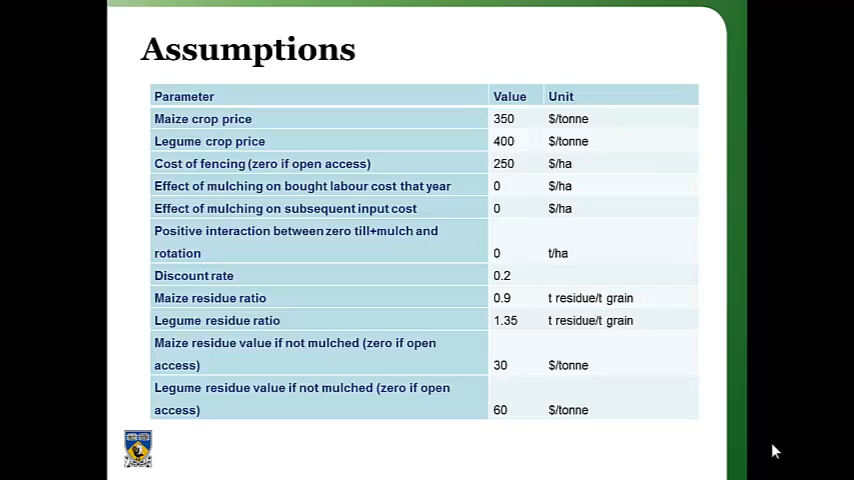 Assumptions
Parameter Value Unit
Maize crop price 350 $/tonne
Legume crop price 400 $/tonne
Cost of fencing (zero if open access) 250 $/ha
Effect of mulching on bought labour cost that year 0 $/ha
Effect of mulching on subsequent input cost 0 $/ha
Positive interaction between zero till+mulch and
rotation 0 t/ha
Discount rate 0.2
Maize residue ratio 0.9 t residue/t grain
Legume residue ratio 1.35 t residue/t grain
Maize residue value if not mulched (zero if open
access) 30 $/tonne
Legume residue value if not mulched (zero if open
access) 60 $/tonne